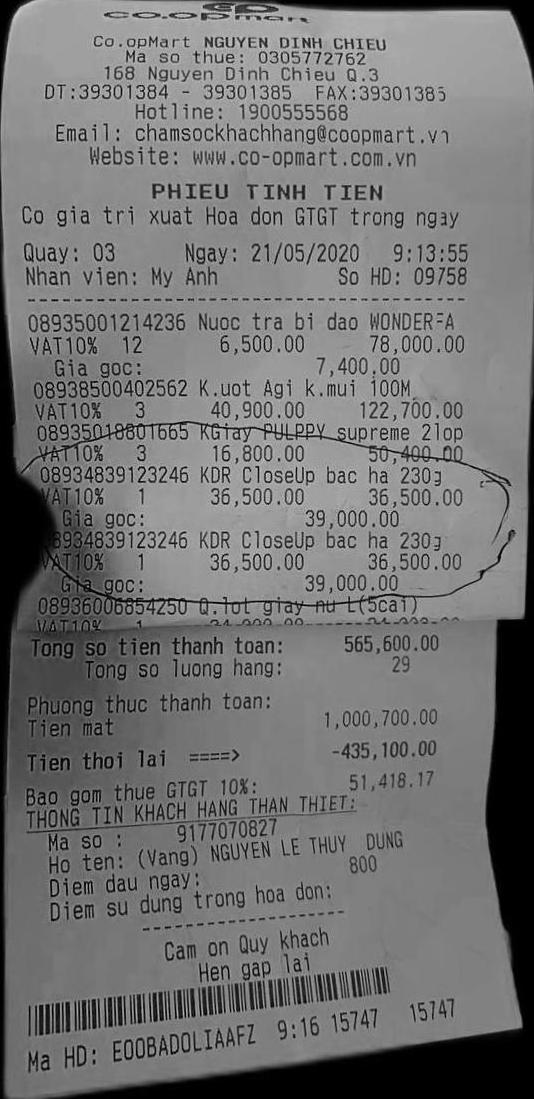 co.opmart
Co.opMart NGUYEN DINH CHIEU
Ma so thue: 0305772762
168 Nguyen Dinh Chieu Q.3
DT:39301384 - 39301385 FAX:39301385
Hotline: 1900555568
Email: chamsockhachhang@coopmart.vn
Website: www.co-opmart.com.vn
PHIEU TINH TIEN
Co gia tri xuat Hoa don GTGT trong ngay
Quay: 03 Ngay: 21/05/2020 9:13:55
Nhan vien: My Anh So HD: 09758
08935001214236 Nuoc tra bi dao WONDERFA
VAT10% 12 6,500.00 78,000.00
Gia goc: 7,400.00
08938500402562 K.uot Agi k.mui 100M
VAT10% 3 40,900.00 122,700.00
08935018801665 KGiay PULPPY supreme 2lop
VAT10% 3 16,800.00 50,400.00
08934839123246 KDR CloseUp bac ha 230g
VAT10% 1 36,500.00 36,500.00
Gia goc: 39,000.00
08934839123246 KDR CloseUp bac ha 230g
VAT10% 1 36,500.00 36,500.00
Gia goc: 39,000.00
08936006854250 Q.lot giay nu L(5cai)
VAT10% 1
Tong so tien thanh toan: 565,600.00
Tong so luong hang: 29
Phuong thuc thanh toan:
Tien mat 1,000,700.00
Tien thoi lai ====> -435,100.00
Bao gom thue GTGT 10%: 51,418.17
THONG TIN KHACH HANG THAN THIET:
Ma so : 9177070827
Ho ten: (Vang) NGUYEN LE THUY DUNG
Diem dau ngay: 800
Diem su dung trong hoa don:
Cam on Quy khach
Hen gap lai
Ma HD: EOOBADOLIAAFZ 9:16 15747 15747